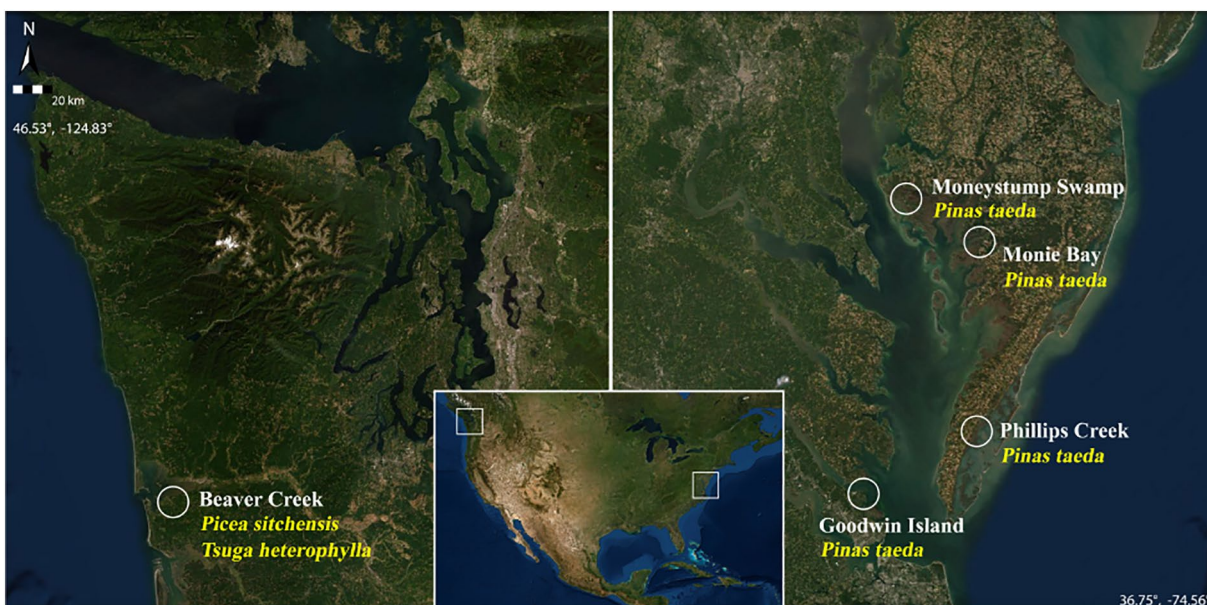 N
20 km
46.53°, -124.83°
Beaver Creek
Picea sitchensis
Tsuga heterophylla
Moneystump Swamp
Pinas taeda
Monie Bay
Pinas taeda
Phillips Creek
Pinas taeda
Goodwin Island
Pinas taeda
36.75°, -74.56°